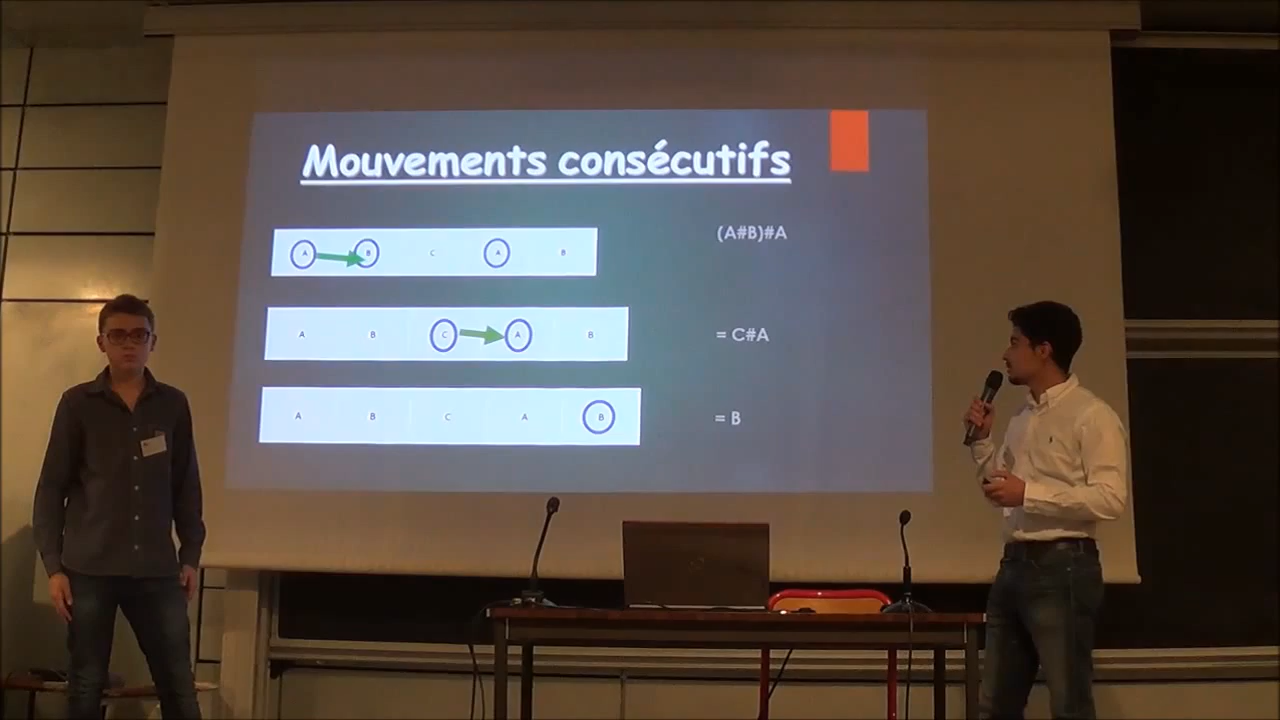 Mouvements consécutifs
A B C A B
(A#B)#A
A B C A B
= C#A
A B C A B
= B